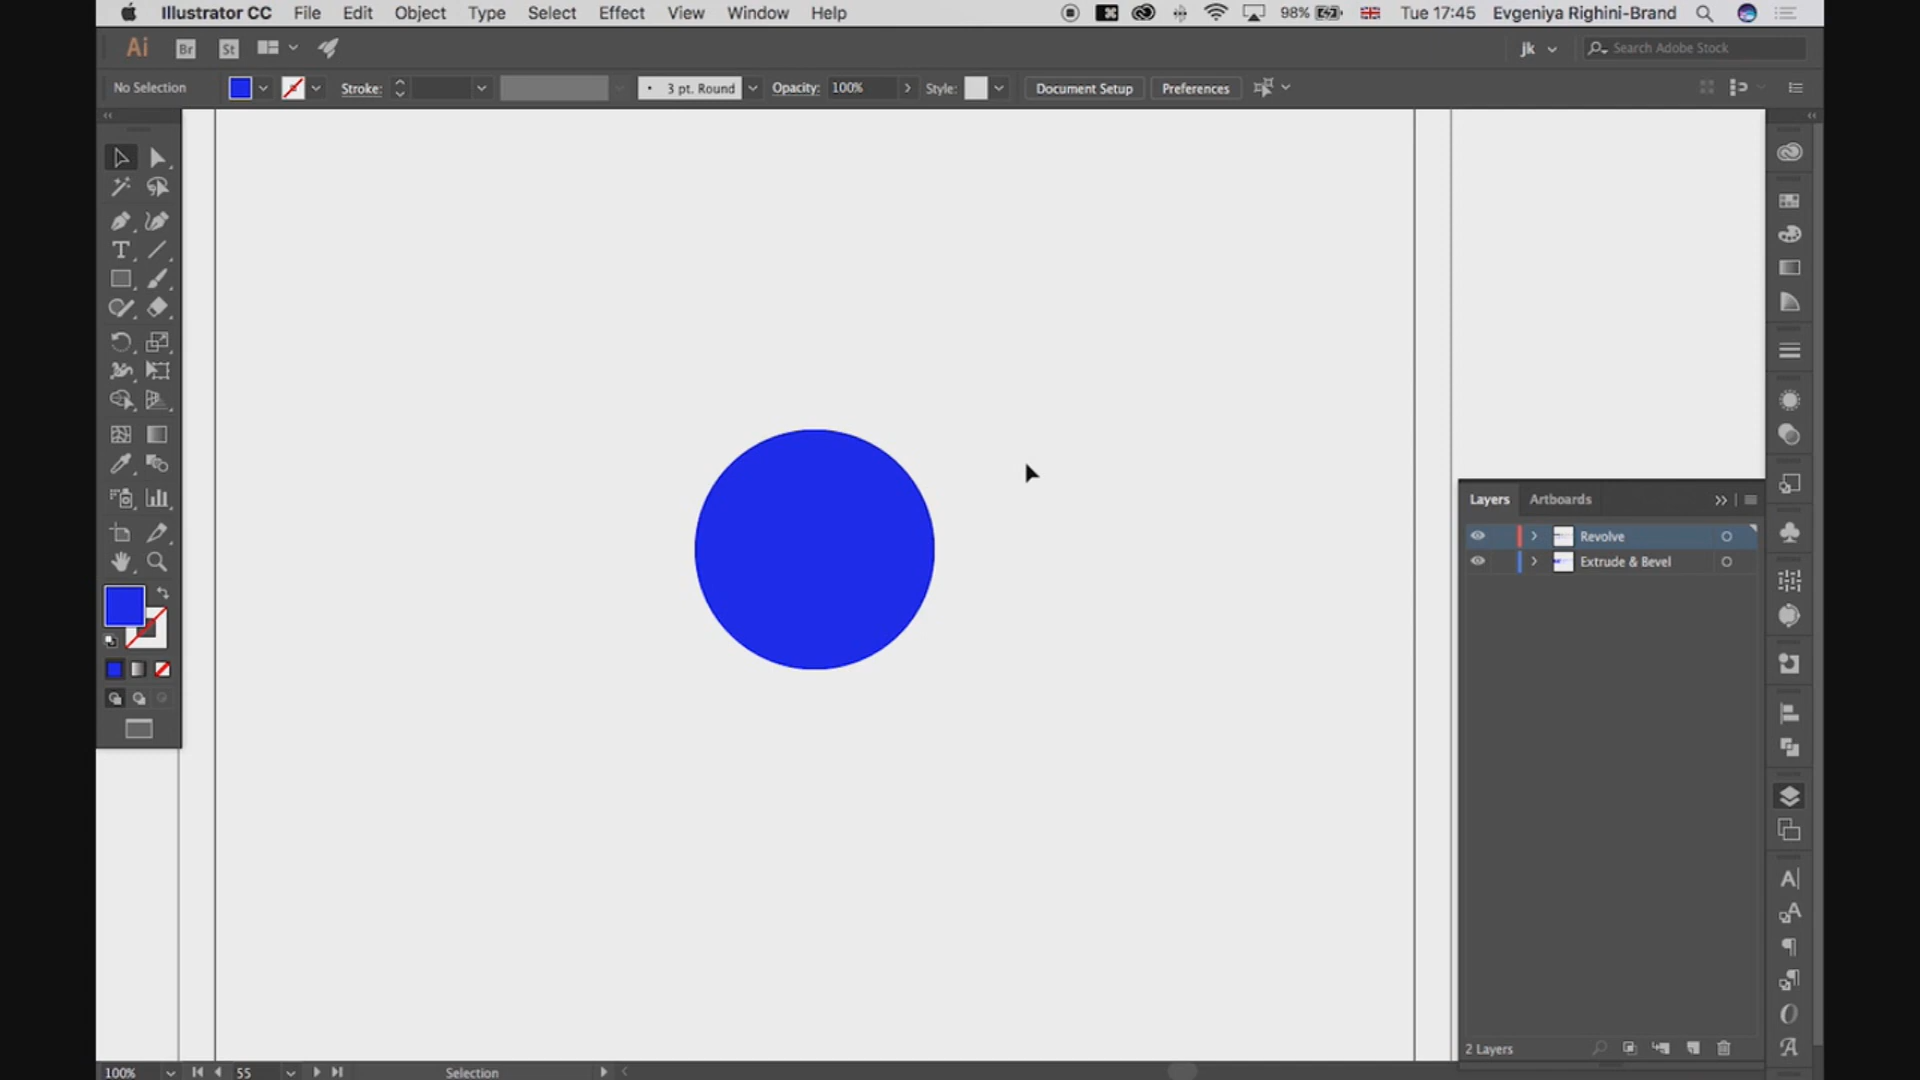 Illustrator CC File Edit Object Type Select Effect View Window Help 98% Tue 17:45 Evgeniya Righini-Brand
Ai Br St jk Search Adobe Stock
No Selection Stroke: 3 pt. Round Opacity: 100% Style: Document Setup Preferences
Layers Artboards
Revolve
Extrude & Bevel
2 Layers
100% 55 Selection